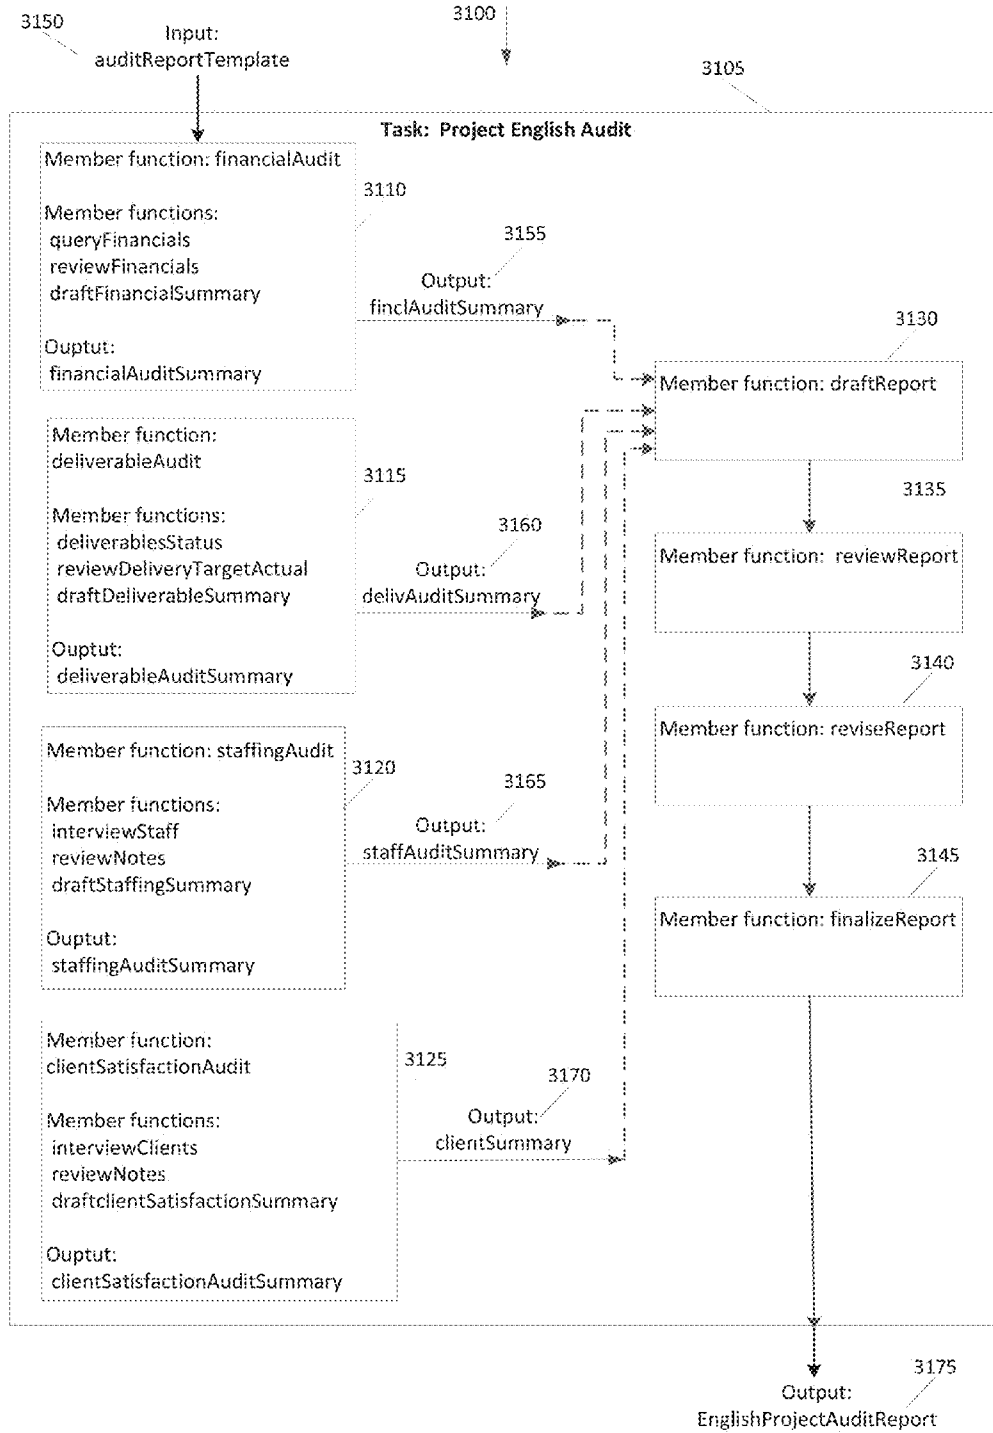 3150
3100
Input:
auditReportTemplate
3105
Task: Project English Audit
Member function: financialAudit
Member functions:
queryFinancials
reviewFinancials
draftFinancialSummary
Ouptut:
financialAuditSummary
3110
3155
Output:
finclAuditSummary
3130
Member function: draftReport
Member function:
deliverableAudit
Member functions:
deliverablesStatus
reviewDeliveryTargetActual
draftDeliverableSummary
Ouptut:
deliverableAuditSummary
3115
3160
Output:
delivAuditSummary
3135
Member function: reviewReport
3140
Member function: reviseReport
Member function: staffingAudit
Member functions:
interviewStaff
reviewNotes
draftStaffingSummary
Ouptut:
staffingAuditSummary
3120
3165
Output:
staffAuditSummary
3145
Member function: finalizeReport
Member function:
clientSatisfactionAudit
Member functions:
interviewClients
reviewNotes
draftclientSatisfactionSummary
Ouptut:
clientSatisfactionAuditSummary
3125
3170
Output:
clientSummary
3175
Output:
EnglishProjectAuditReport